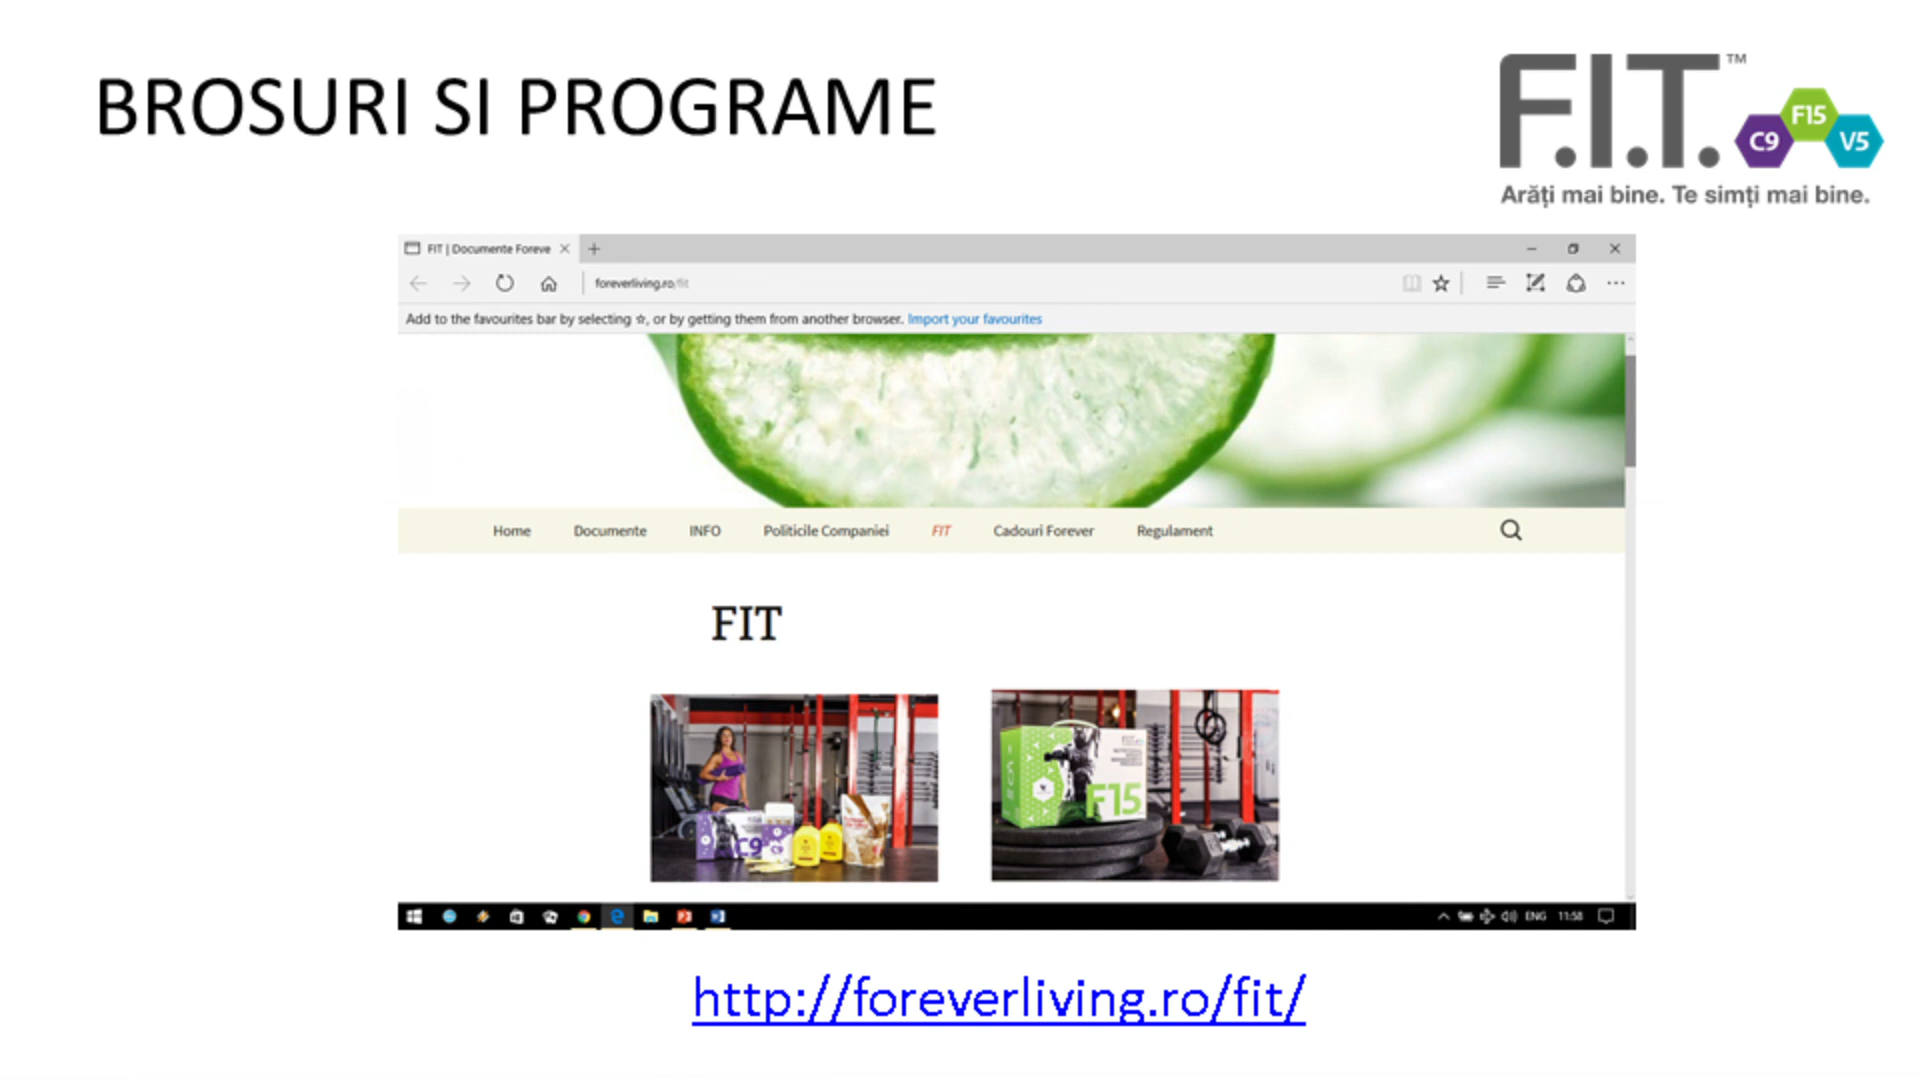 BROSURI SI PROGRAME
F.I.T.™
C9
F15
V5
Arăți mai bine. Te simți mai bine.
FIT | Documente Foreve
foreverliving.ro/fit
Add to the favourites bar by selecting ☆, or by getting them from another browser. Import your favourites
Home Documente INFO Politicile Companiei FIT Cadouri Forever Regulament
FIT
C9
C9
F15
ENG 11:58
http://foreverliving.ro/fit/